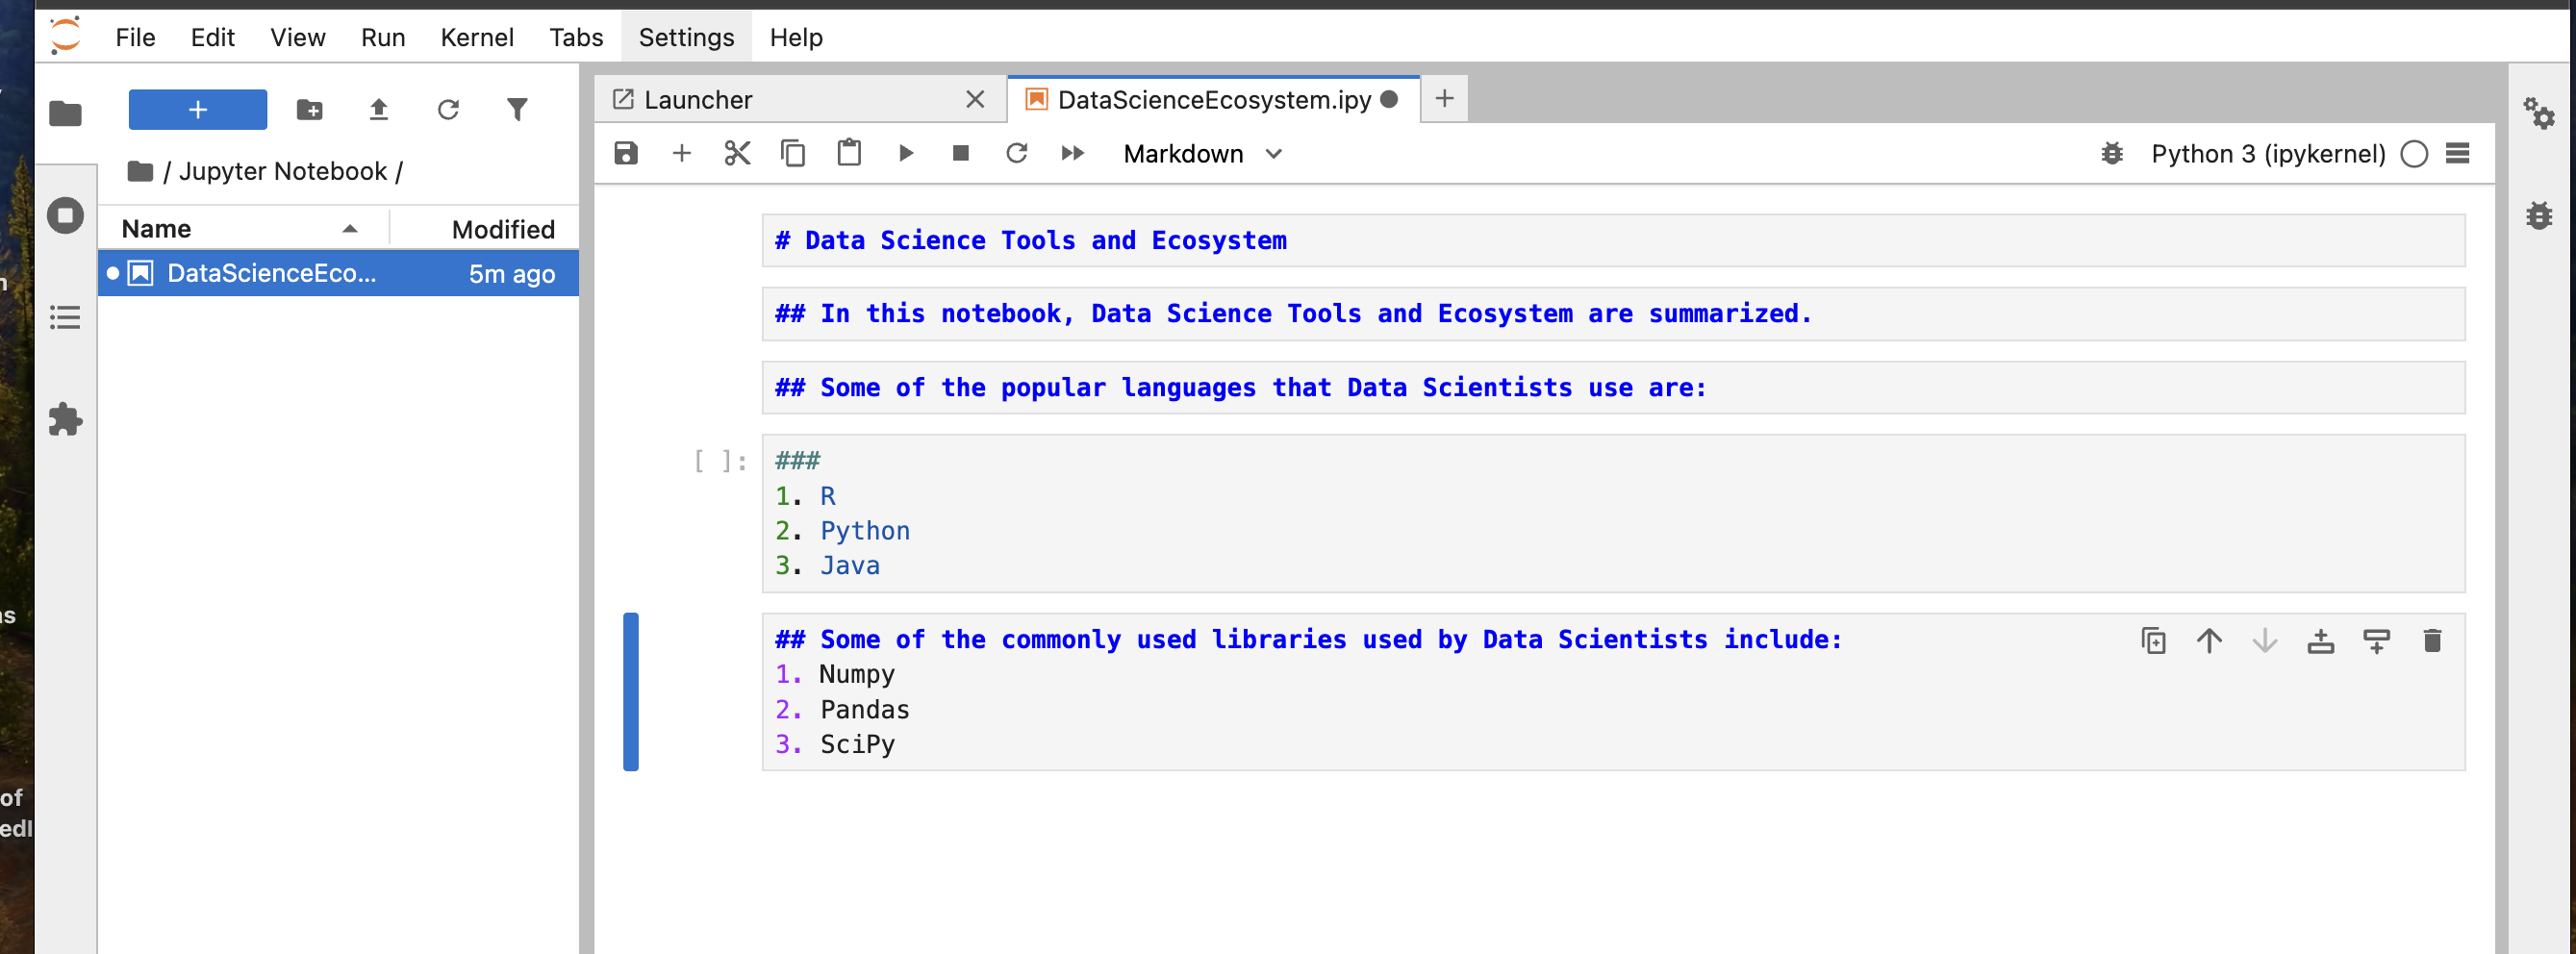 File Edit View Run Kernel Tabs Settings Help
Launcher
DataScienceEcosystem.ipy
/ Jupyter Notebook /
Markdown
Python 3 (ipykernel)
Name Modified
DataScienceEco... 5m ago
# Data Science Tools and Ecosystem
## In this notebook, Data Science Tools and Ecosystem are summarized.
## Some of the popular languages that Data Scientists use are:
[ ]: ###
1. R
2. Python
3. Java
## Some of the commonly used libraries used by Data Scientists include:
1. Numpy
2. Pandas
3. SciPy
of
edl